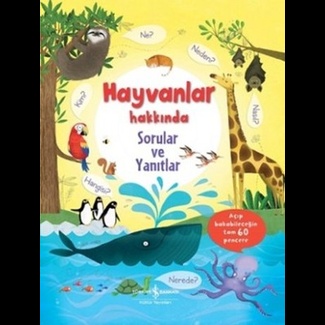 Ne?
Neden?
Kim?
Hayvanlar
hakkında
Nasıl?
Sorular
ve
Yanıtlar
Hangisi?
Açıp
bakabileceğin
tam 60
pencere
Nerede?